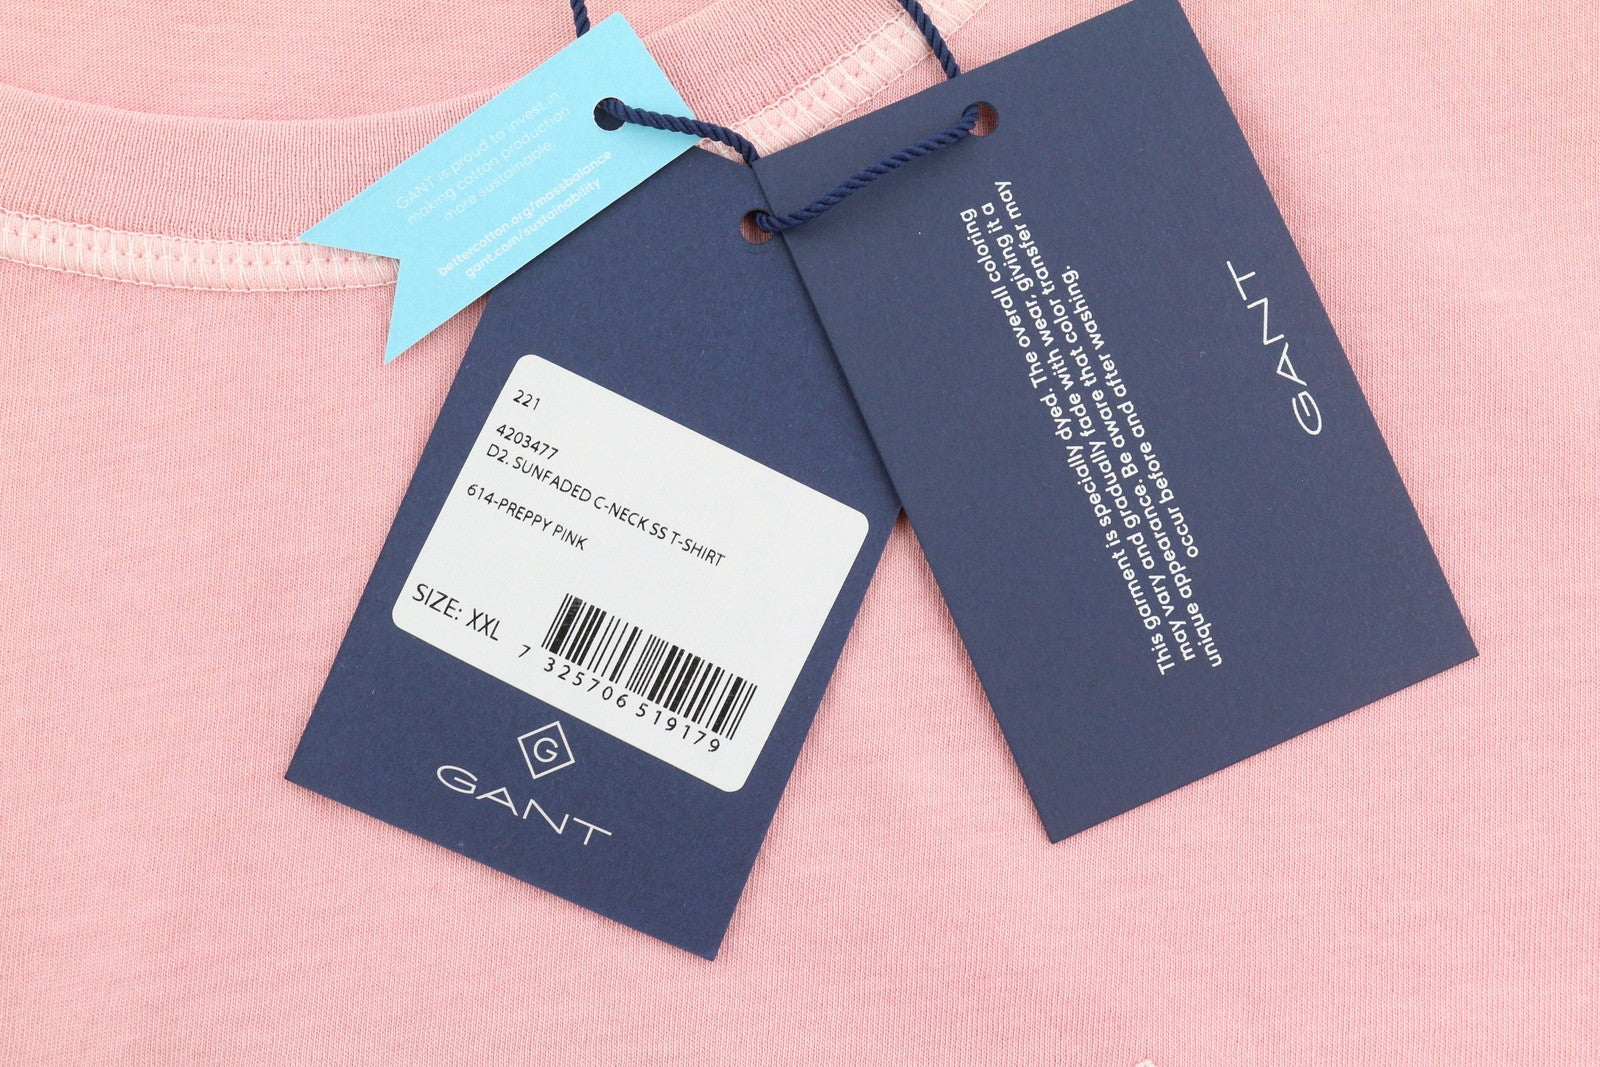 GANT is proud to invest in
making cotton production
more sustainable.
bettercotton.org/massbalance
gant.com/sustainability
221
4203477
D2. SUNFADED C-NECK SS T-SHIRT
614-PREPPY PINK
SIZE: XXL
7 325706 519179
G
GANT
This garment is specially dyed. The overall coloring
may vary and gradually fade with wear, giving it a
unique appearance. Be aware that color transfer may
occur before and after washing.
GANT